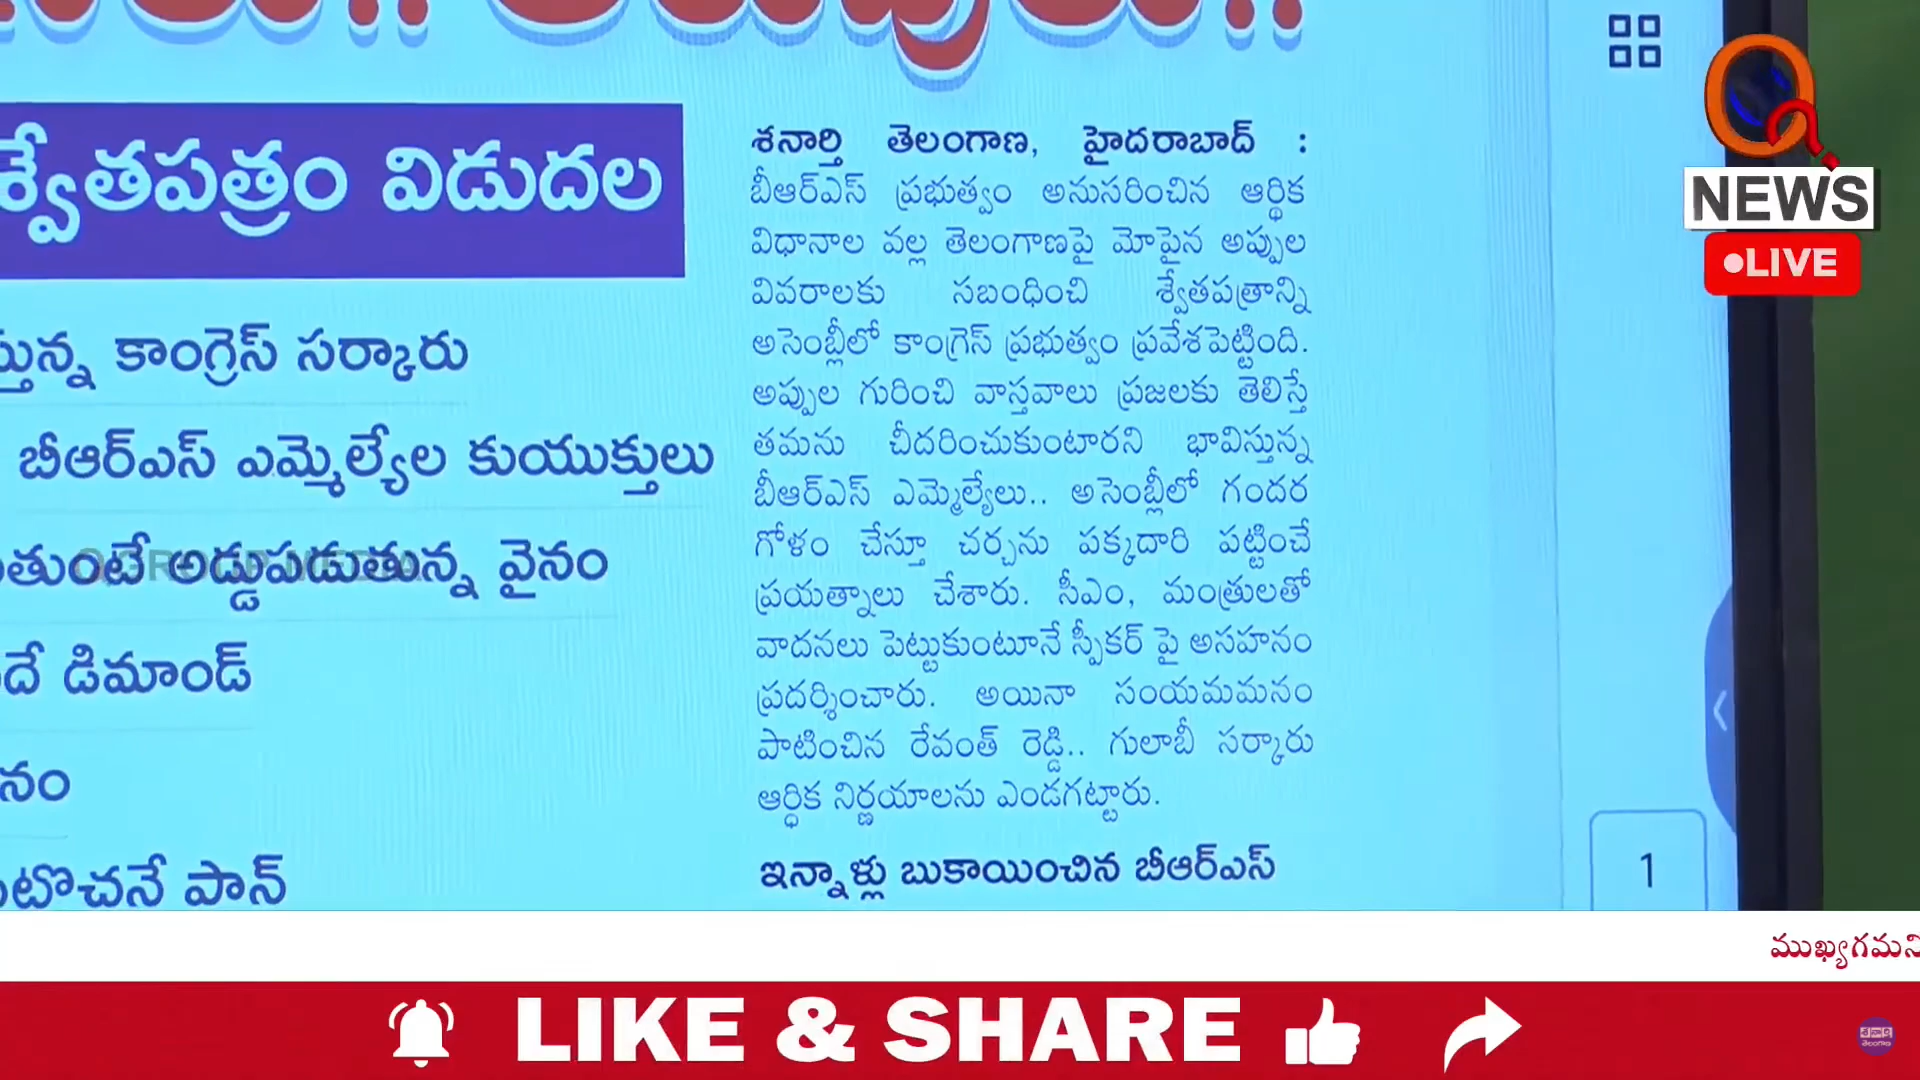 శ్వేతపత్రం విడుదల
కాంగ్రెస్ సర్కారు
బీఆర్ఎస్ ఎమ్మెల్యేల కుయుక్తులు
అడ్డుపడుతున్న వైనం
డిమాండ్
పాన్
శనార్తి తెలంగాణ, హైదరాబాద్ :
బీఆర్ఎస్ ప్రభుత్వం అనుసరించిన ఆర్థిక
విధానాల వల్ల తెలంగాణపై మోపైన అప్పుల
వివరాలకు సబంధించి శ్వేతపత్రాన్ని
అసెంబ్లీలో కాంగ్రెస్ ప్రభుత్వం ప్రవేశపెట్టింది.
అప్పుల గురించి వాస్తవాలు ప్రజలకు తెలిస్తే
తమను చీదరించుకుంటారని భావిస్తున్న
బీఆర్ఎస్ ఎమ్మెల్యేలు.. అసెంబ్లీలో గందర
గోళం చేస్తూ చర్చను పక్కదారి పట్టించే
ప్రయత్నాలు చేశారు. సీఎం, మంత్రులతో
వాదనలు పెట్టుకుంటూనే స్పీకర్ పై అసహనం
ప్రదర్శించారు. అయినా సంయమమనం
పాటించిన రేవంత్ రెడ్డి.. గులాబీ సర్కారు
ఆర్ధిక నిర్ణయాలను ఎండగట్టారు.
ఇన్నాళ్లు బుకాయించిన బీఆర్ఎస్
1
Q
NEWS
LIVE
LIKE & SHARE
శనార్తి
తెలంగాణ